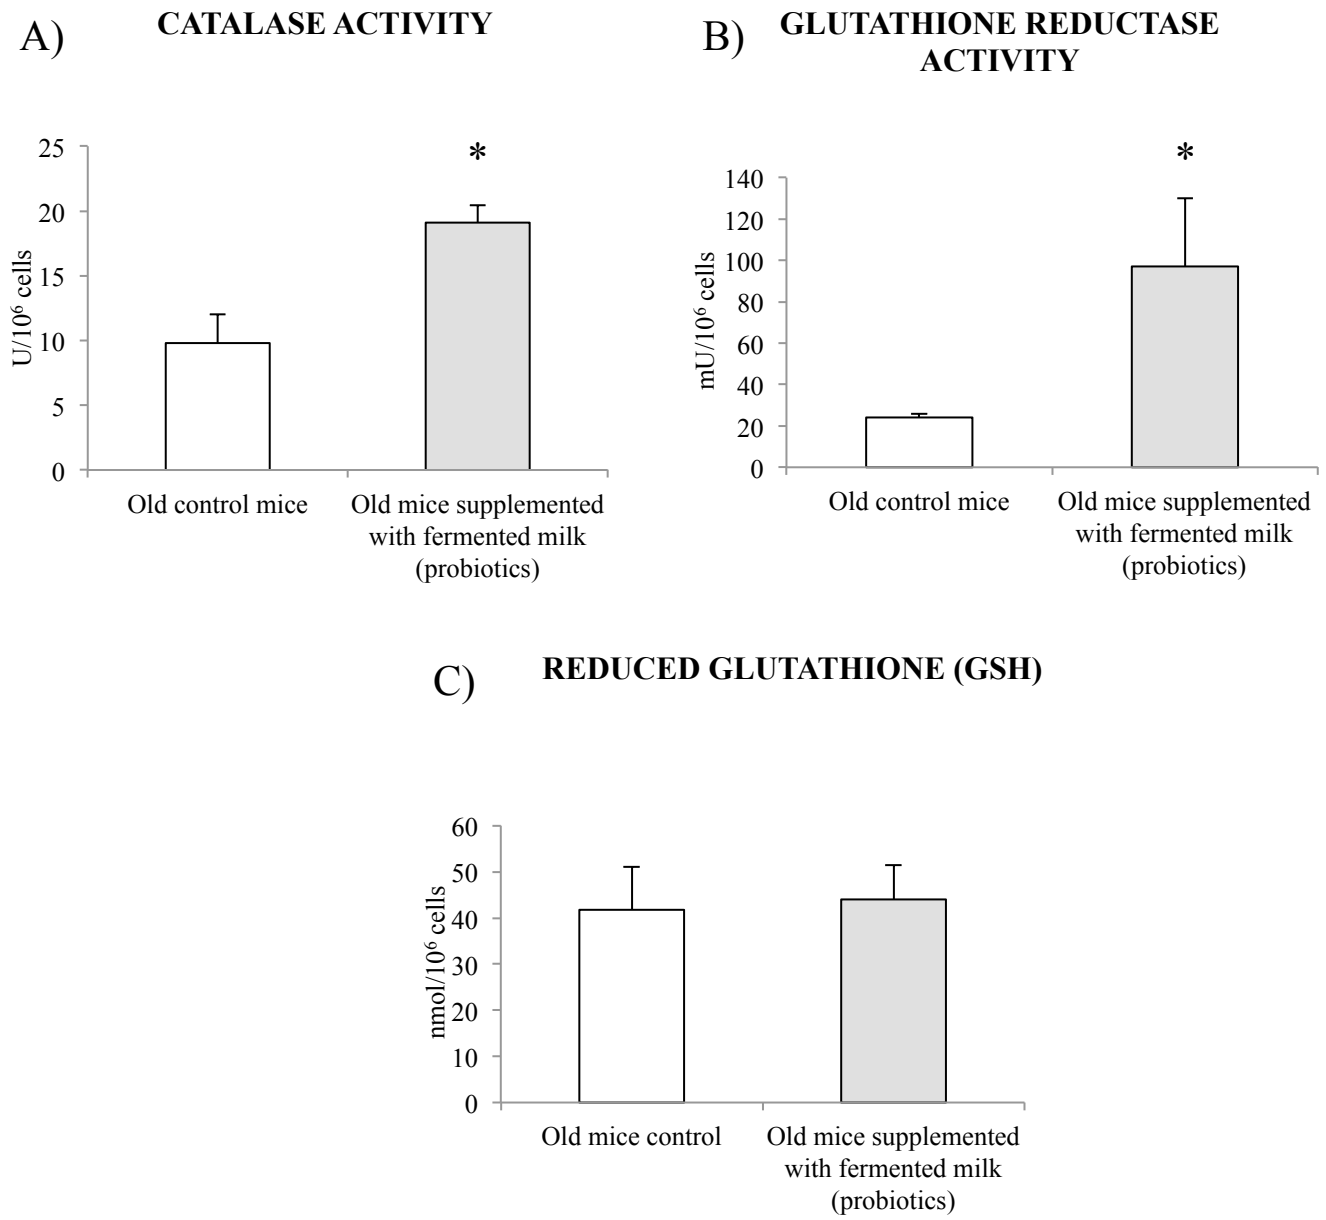 A)
CATALASE ACTIVITY
25
20
15
10
5
0
U/10⁶ cells
*
Old control mice
Old mice supplemented
with fermented milk
(probiotics)
B)
GLUTATHIONE REDUCTASE
ACTIVITY
140
120
100
80
60
40
20
0
mU/10⁶ cells
*
Old control mice
Old mice supplemented
with fermented milk
(probiotics)
C)
REDUCED GLUTATHIONE (GSH)
60
50
40
30
20
10
0
nmol/10⁶ cells
Old mice control
Old mice supplemented
with fermented milk
(probiotics)